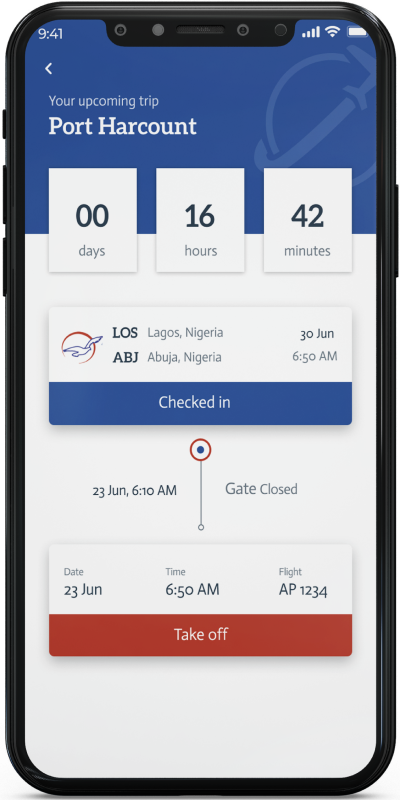 9:41
Your upcoming trip
Port Harcount
00 16 42
days hours minutes
LOS Lagos, Nigeria 30 Jun
ABJ Abuja, Nigeria 6:50 AM
Checked in
23 Jun, 6:10 AM Gate Closed
Date Time Flight
23 Jun 6:50 AM AP 1234
Take off